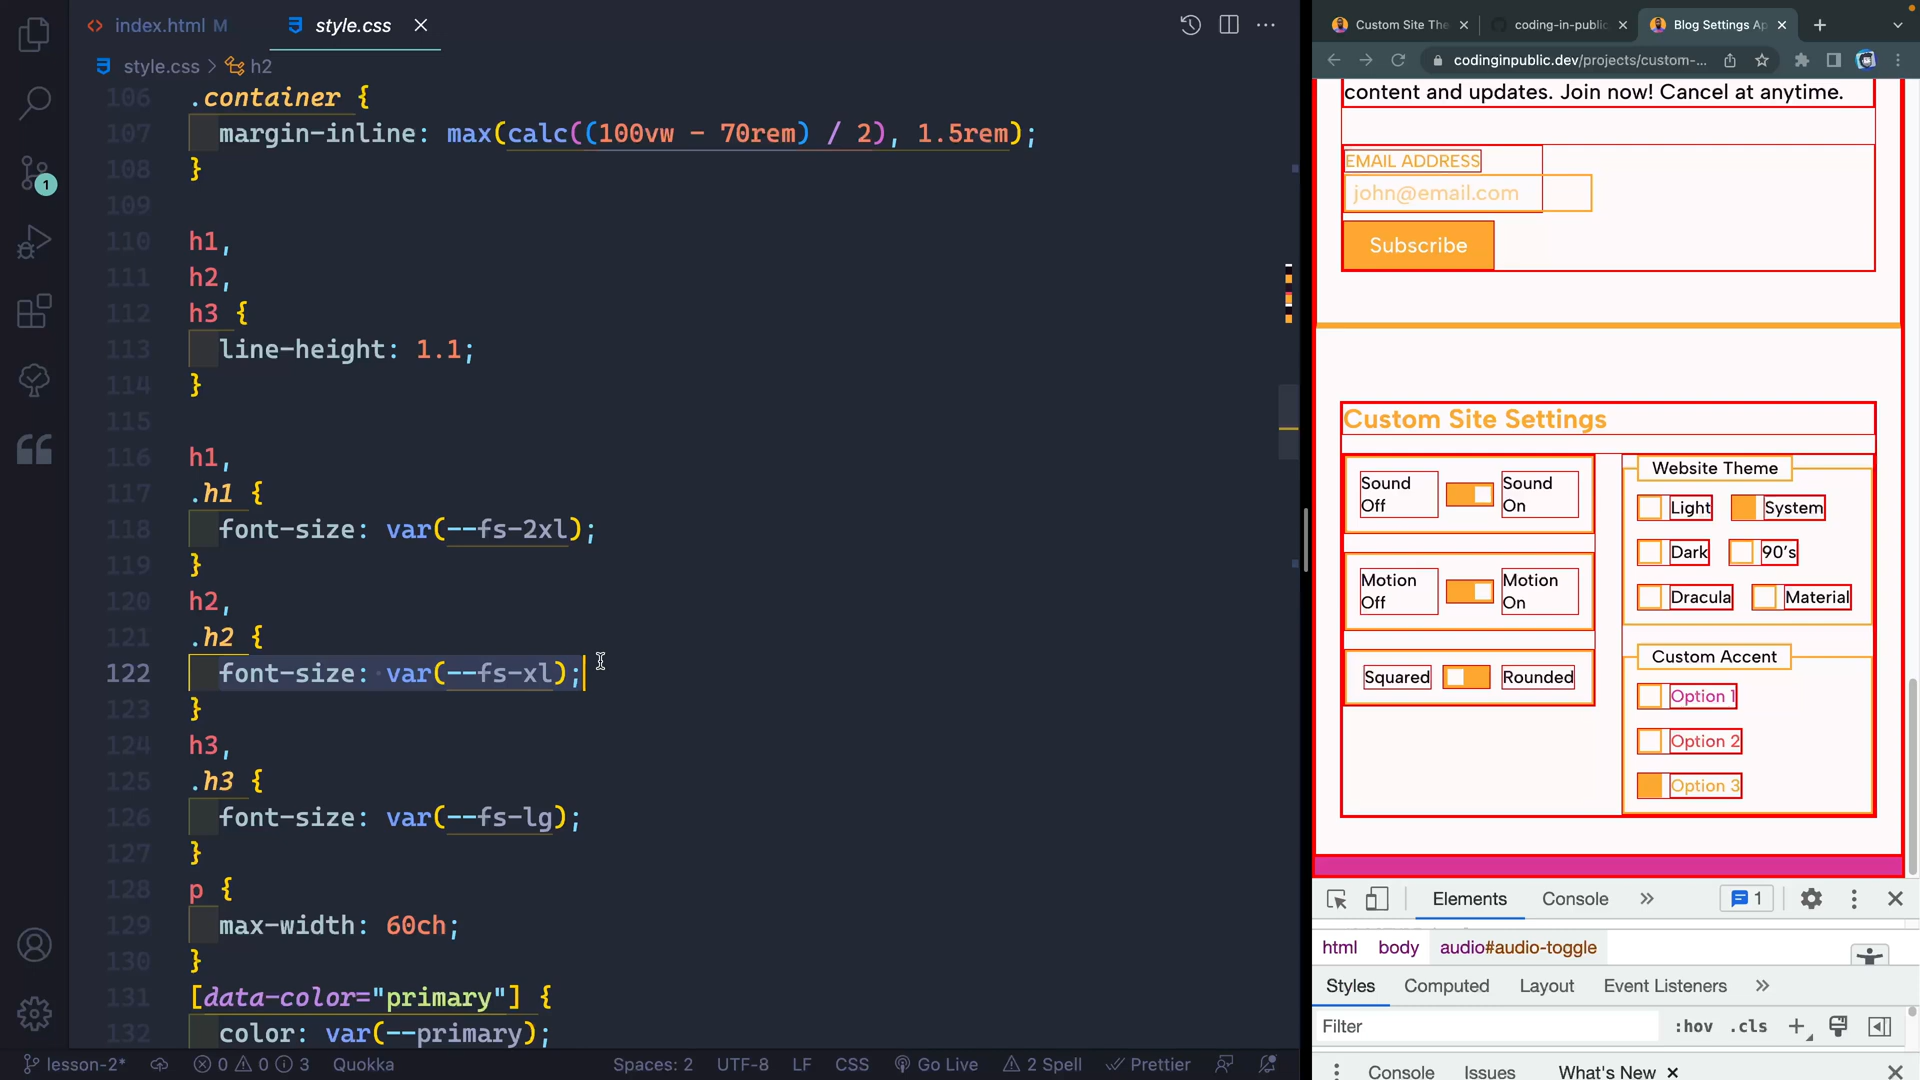 index.html M
style.css
style.css > h2
106 .container {
107 margin-inline: max(calc((100vw - 70rem) / 2), 1.5rem);
108 }
109
110 h1,
111 h2,
112 h3 {
113 line-height: 1.1;
114 }
115
116 h1,
117 .h1 {
118 font-size: var(--fs-2xl);
119 }
120 h2,
121 .h2 {
122 font-size: var(--fs-xl);
123 }
124 h3,
125 .h3 {
126 font-size: var(--fs-lg);
127 }
128 p {
129 max-width: 60ch;
130 }
131 [data-color="primary"] {
132 color: var(--primary);
1
lesson-2*
0 0 3
Quokka
Spaces: 2
UTF-8
LF
CSS
Go Live
2 Spell
Prettier
Custom Site The
coding-in-public
Blog Settings Ap
codinginpublic.dev/projects/custom-...
content and updates. Join now! Cancel at anytime.
EMAIL ADDRESS
john@email.com
Subscribe
Custom Site Settings
Sound Off
Sound On
Motion Off
Motion On
Squared
Rounded
Website Theme
Light
System
Dark
90's
Dracula
Material
Custom Accent
Option 1
Option 2
Option 3
Elements
Console
1
html
body
audio#audio-toggle
Styles
Computed
Layout
Event Listeners
Filter
:hov
.cls
Console
Issues
What's New